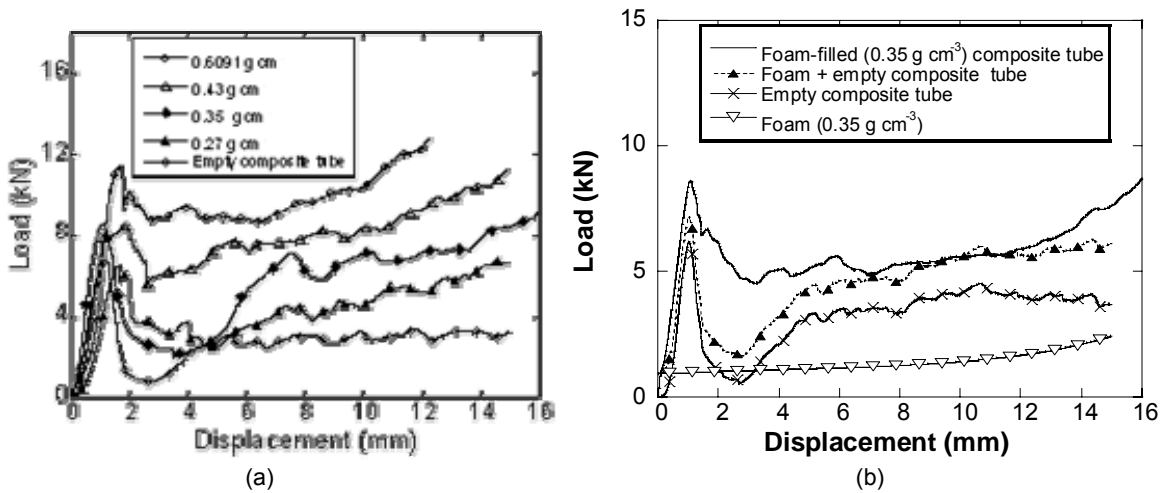 16
12
8
4
0
Load (kN)
0.6091 g cm
0.43 g cm
0.35 g cm
0.27 g cm
Empty composite tube
0 2 4 6 8 10 12 14 16
Displacement (mm)
(a)
15
10
5
0
Load (kN)
Foam-filled (0.35 g cm-3) composite tube
Foam + empty composite tube
Empty composite tube
Foam (0.35 g cm-3)
0 2 4 6 8 10 12 14 16
Displacement (mm)
(b)